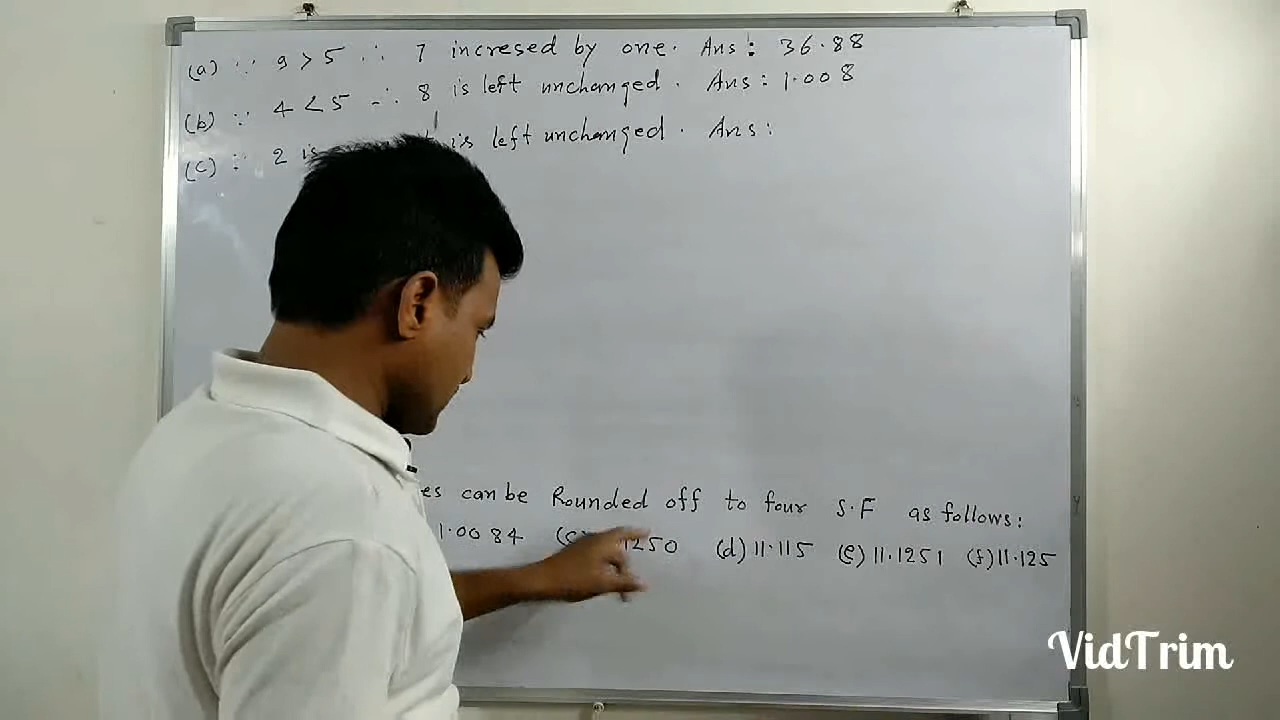 (a) ∵ 9 > 5 ∴ 7 incresed by one. Ans: 36.88
(b) ∵ 4 < 5 ∴ 8 is left unchanged. Ans: 1.008
(c) ∵ 2 is left unchanged. Ans:
es can be Rounded off to four S.F as follows:
1.0084 (c) 1250 (d) 11.115 (e) 11.1251 (f) 11.125
VidTrim